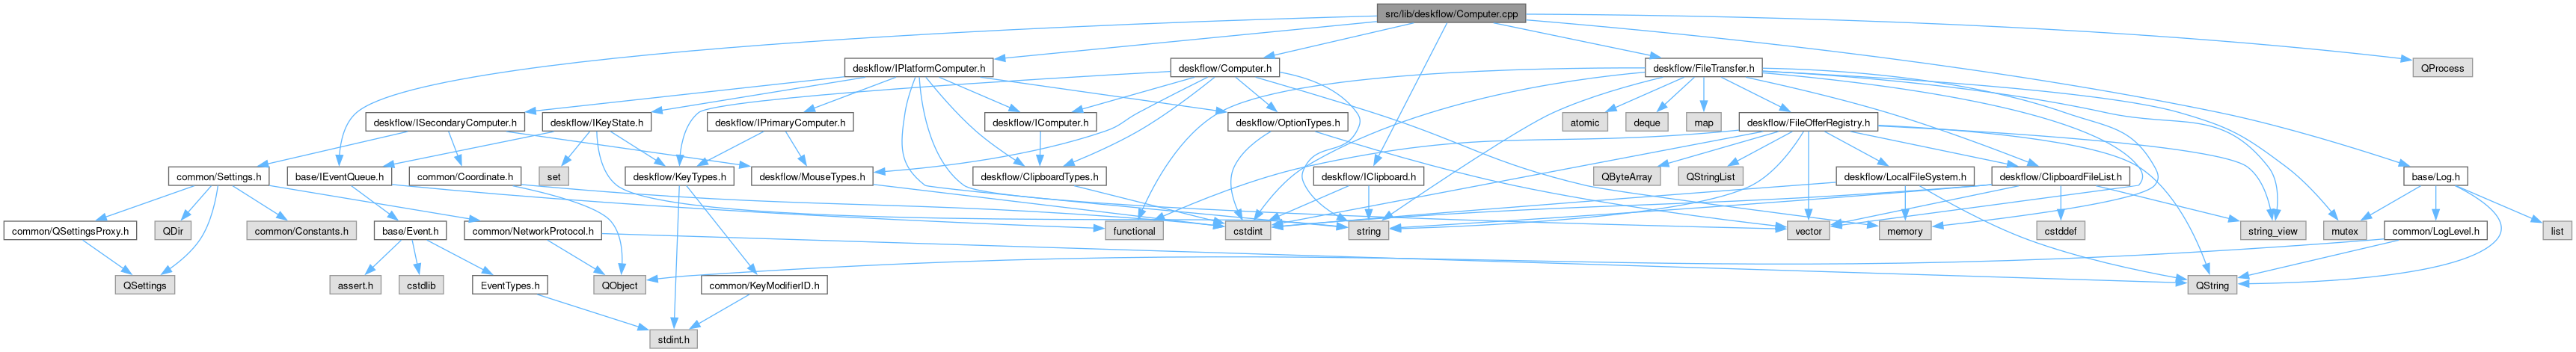 src/lib/deskflow/Computer.cpp
deskflow/IPlatformComputer.h
deskflow/Computer.h
deskflow/FileTransfer.h
QProcess
deskflow/ISecondaryComputer.h
deskflow/IKeyState.h
deskflow/IPrimaryComputer.h
deskflow/IComputer.h
deskflow/OptionTypes.h
atomic
deque
map
deskflow/FileOfferRegistry.h
common/Settings.h
base/IEventQueue.h
common/Coordinate.h
set
deskflow/KeyTypes.h
deskflow/MouseTypes.h
deskflow/ClipboardTypes.h
deskflow/IClipboard.h
QByteArray
QStringList
deskflow/LocalFileSystem.h
deskflow/ClipboardFileList.h
base/Log.h
common/QSettingsProxy.h
QDir
common/Constants.h
base/Event.h
common/NetworkProtocol.h
functional
cstdint
string
vector
memory
cstddef
string_view
mutex
common/LogLevel.h
list
QSettings
assert.h
cstdlib
EventTypes.h
QObject
common/KeyModifierID.h
QString
stdint.h